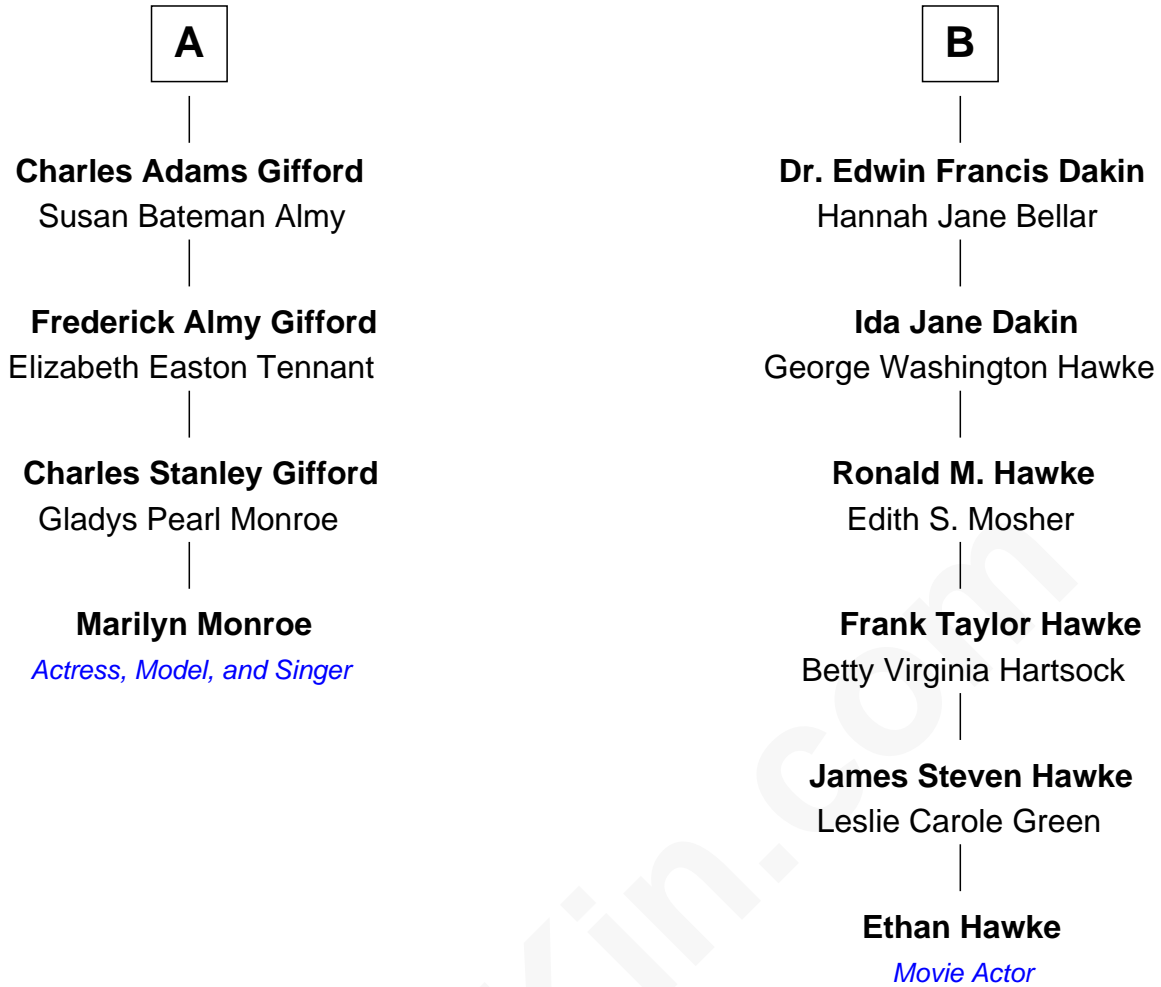 A
Charles Adams Gifford
Susan Bateman Almy
Frederick Almy Gifford
Elizabeth Easton Tennant
Charles Stanley Gifford
Gladys Pearl Monroe
Marilyn Monroe
Actress, Model, and Singer
B
Dr. Edwin Francis Dakin
Hannah Jane Bellar
Ida Jane Dakin
George Washington Hawke
Ronald M. Hawke
Edith S. Mosher
Frank Taylor Hawke
Betty Virginia Hartsock
James Steven Hawke
Leslie Carole Green
Ethan Hawke
Movie Actor
Kin.com